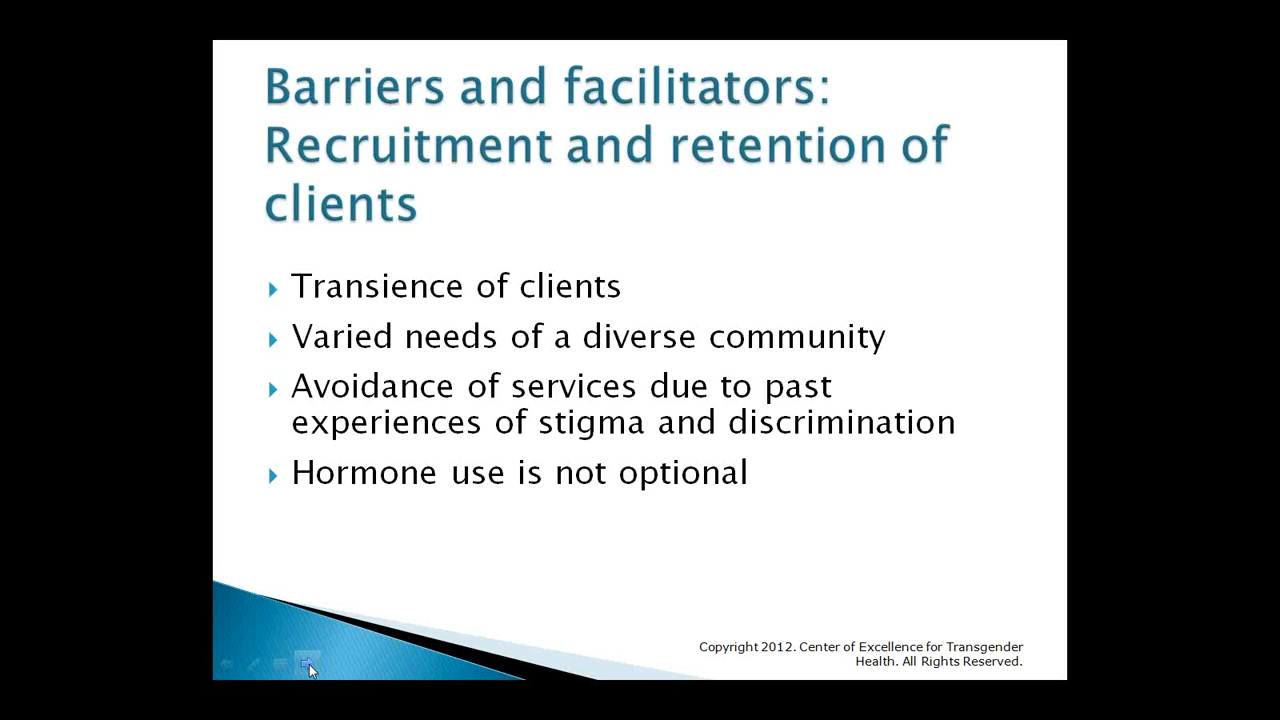 Barriers and facilitators:
Recruitment and retention of
clients
Transience of clients
Varied needs of a diverse community
Avoidance of services due to past
experiences of stigma and discrimination
Hormone use is not optional
Copyright 2012. Center of Excellence for Transgender
Health. All Rights Reserved.